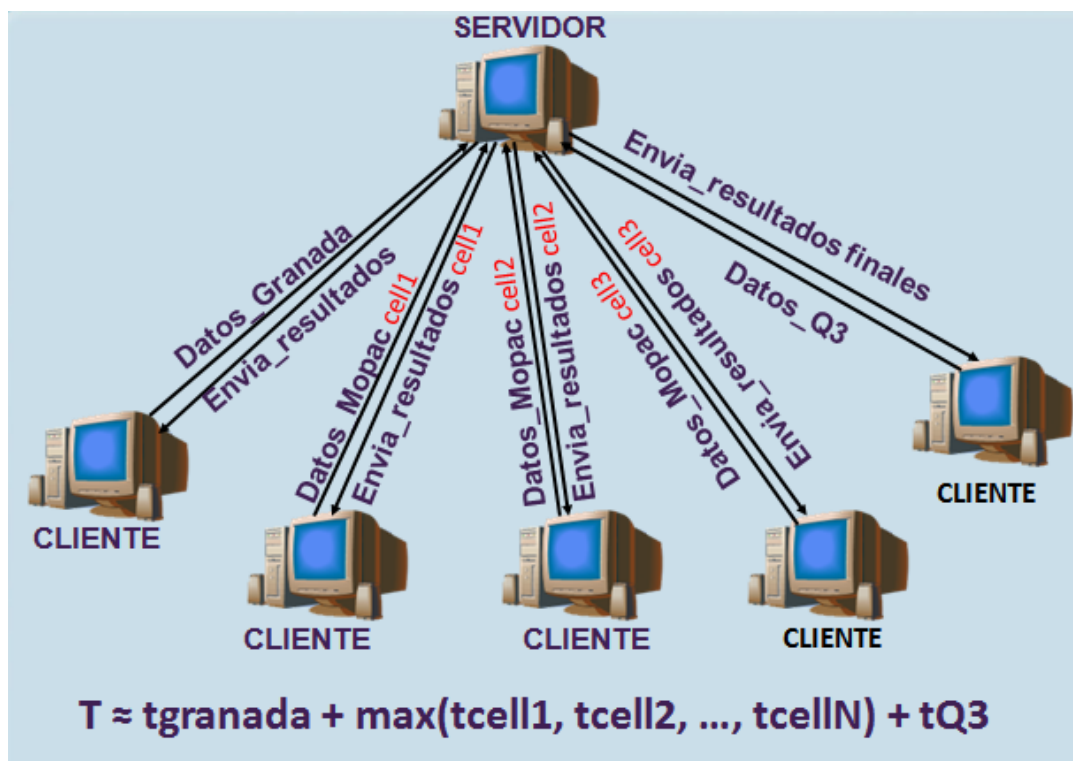 SERVIDOR
Datos_Granada
Envia_resultados
Datos_Mopac cell1
Envia_resultados cell1
Datos_Mopac cell2
Envia_resultados cell2
Datos_Mopac cell3
Envia_resultados cell3
Envia_resultados finales
Datos_Q3
CLIENTE
CLIENTE
CLIENTE
CLIENTE
CLIENTE
T ≈ tgranada + max(tcell1, tcell2, ..., tcellN) + tQ3